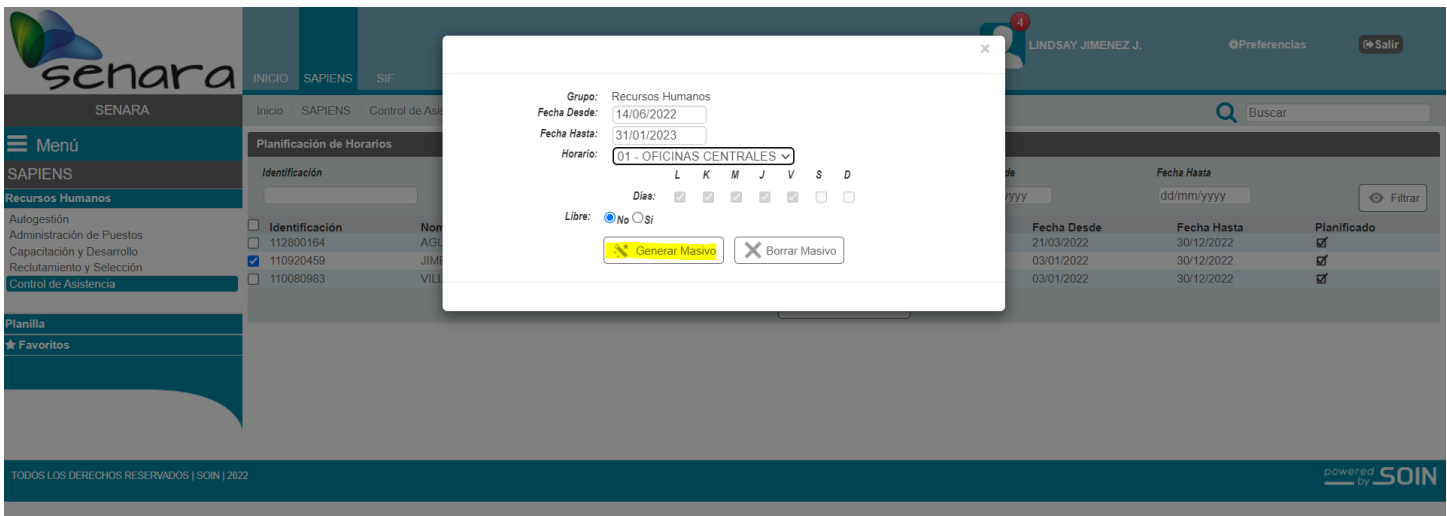 senara
INICIO SAPIENS SIF
4
LINDSAY JIMENEZ J.
Preferencias
Salir
SENARA
Inicio / SAPIENS / Control de Asi
Buscar
Menú
SAPIENS
Recursos Humanos
Autogestión
Administración de Puestos
Capacitación y Desarrollo
Reclutamiento y Selección
Control de Asistencia
Planilla
Favoritos
Planificación de Horarios
Identificación
de
Fecha Hasta
yyyy
dd/mm/yyyy
Filtrar
Identificación Nom Fecha Desde Fecha Hasta Planificado
112800164 AGU 21/03/2022 30/12/2022
110920459 JIME 03/01/2022 30/12/2022
110080983 VILL 03/01/2022 30/12/2022
×
Grupo: Recursos Humanos
Fecha Desde: 14/06/2022
Fecha Hasta: 31/01/2023
Horario: 01 - OFICINAS CENTRALES
L K M J V S D
Días:
Libre: No Sí
Generar Masivo
Borrar Masivo
TODOS LOS DERECHOS RESERVADOS | SOIN | 2022
powered by SOIN